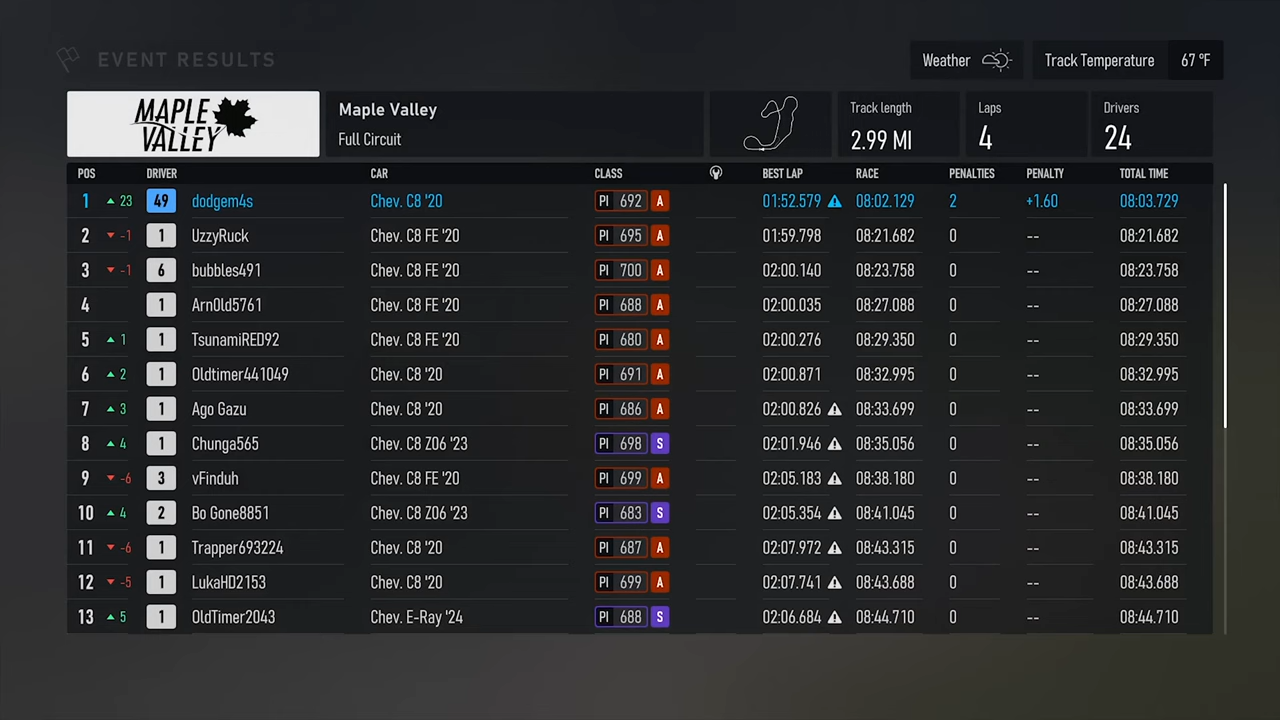 EVENT RESULTS Weather Track Temperature 67 °F
MAPLE VALLEY Maple Valley Full Circuit Track length 2.99 MI Laps 4 Drivers 24
POS DRIVER CAR CLASS BEST LAP RACE PENALTIES PENALTY TOTAL TIME
1 23 49 dodgem4s Chev. C8 '20 PI 692 A 01:52.579 08:02.129 2 +1.60 08:03.729
2 -1 1 UzzyRuck Chev. C8 FE '20 PI 695 A 01:59.798 08:21.682 0 -- 08:21.682
3 -1 6 bubbles491 Chev. C8 FE '20 PI 700 A 02:00.140 08:23.758 0 -- 08:23.758
4 1 Arn0ld5761 Chev. C8 FE '20 PI 688 A 02:00.035 08:27.088 0 -- 08:27.088
5 1 1 TsunamiRED92 Chev. C8 FE '20 PI 680 A 02:00.276 08:29.350 0 -- 08:29.350
6 2 1 Oldtimer441049 Chev. C8 '20 PI 691 A 02:00.871 08:32.995 0 -- 08:32.995
7 3 1 Ago Gazu Chev. C8 '20 PI 686 A 02:00.826 08:33.699 0 -- 08:33.699
8 4 1 Chunga565 Chev. C8 Z06 '23 PI 698 S 02:01.946 08:35.056 0 -- 08:35.056
9 -6 3 vFinduh Chev. C8 FE '20 PI 699 A 02:05.183 08:38.180 0 -- 08:38.180
10 4 2 Bo Gone8851 Chev. C8 Z06 '23 PI 683 S 02:05.354 08:41.045 0 -- 08:41.045
11 -6 1 Trapper693224 Chev. C8 '20 PI 687 A 02:07.972 08:43.315 0 -- 08:43.315
12 -5 1 LukaHD2153 Chev. C8 '20 PI 699 A 02:07.741 08:43.688 0 -- 08:43.688
13 5 1 OldTimer2043 Chev. E-Ray '24 PI 688 S 02:06.684 08:44.710 0 -- 08:44.710